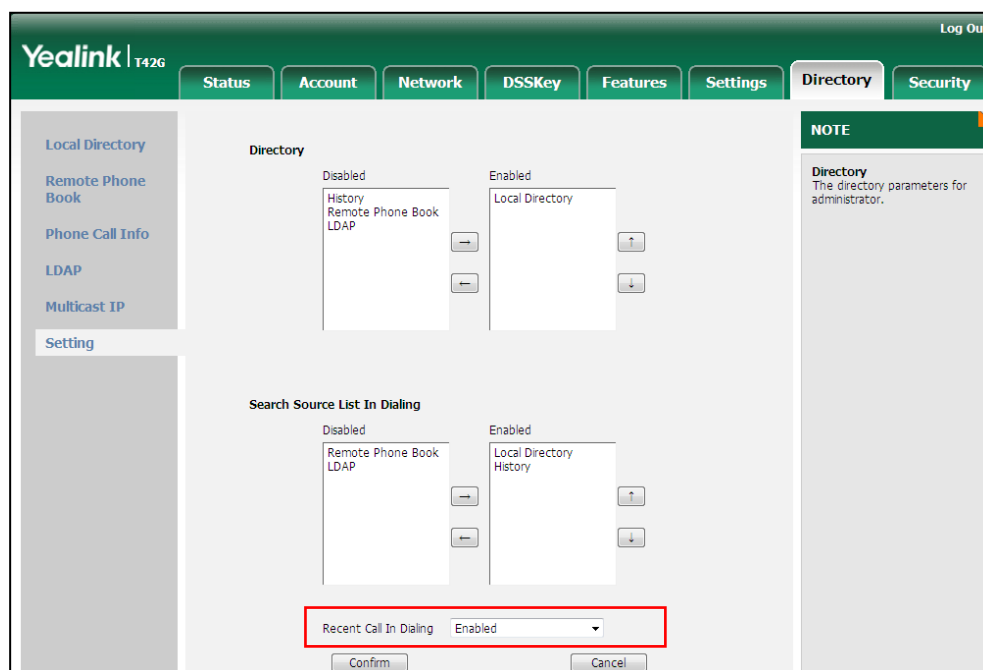 Log Ou
Yealink | T42G
Status
Account
Network
DSSKey
Features
Settings
Directory
Security
Local Directory
Remote Phone
Book
Phone Call Info
LDAP
Multicast IP
Setting
Directory
Disabled
Enabled
History
Remote Phone Book
LDAP
Local Directory
→
←
↑
↓
Search Source List In Dialing
Disabled
Enabled
Remote Phone Book
LDAP
Local Directory
History
→
←
↑
↓
Recent Call In Dialing
Enabled
Confirm
Cancel
NOTE
Directory
The directory parameters for
administrator.